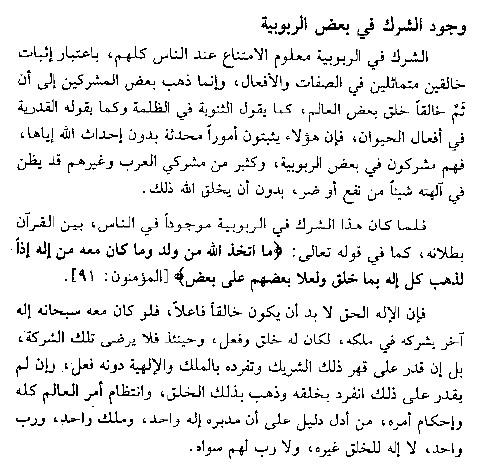 وجود الشرك في بعض الربوبية
الشرك في الربوبية معلوم الامتناع عند الناس كلهم، باعتبار إثبات
خالقين متماثلين في الصفات والأفعال، وإنما ذهب بعض المشركين إلى أن
ثَمَّ خالقاً خلق بعض العالم، كما يقول الثنوية في الظلمة وكما يقوله القدرية
في أفعال الحيوان، فإن هؤلاء يثبتون أموراً محدثة بدون إحداث الله إياها،
فهم مشركون في بعض الربوبية، وكثير من مشركي العرب وغيرهم قد يظن
في آلهته شيئاً من نفع أو ضر، بدون أن يخلق الله ذلك.
فلما كان هذا الشرك في الربوبية موجوداً في الناس، بين القرآن
بطلانه، كما في قوله تعالى: ﴿ما اتخذ الله من ولد وما كان معه من إله إذاً
لذهب كل إله بما خلق ولعلا بعضهم على بعض﴾ [المؤمنون: ٩١].
فإن الإله الحق لا بد أن يكون خالقاً فاعلاً، فلو كان معه سبحانه إله
آخر يشركه في ملكه، لكان له خلق وفعل، وحينئذ فلا يرضى تلك الشركة،
بل إن قدر على قهر ذلك الشريك وتفرده بالملك والإلهية دونه فعل، وإن لم
يقدر على ذلك انفرد بخلقه وذهب بذلك الخلق، وانتظام أمر العالم كله
وإحكام أمره، من أدل دليل على أن مدبره إله واحد، وملك واحد، ورب
واحد، لا إله للخلق غيره، ولا رب لهم سواه.